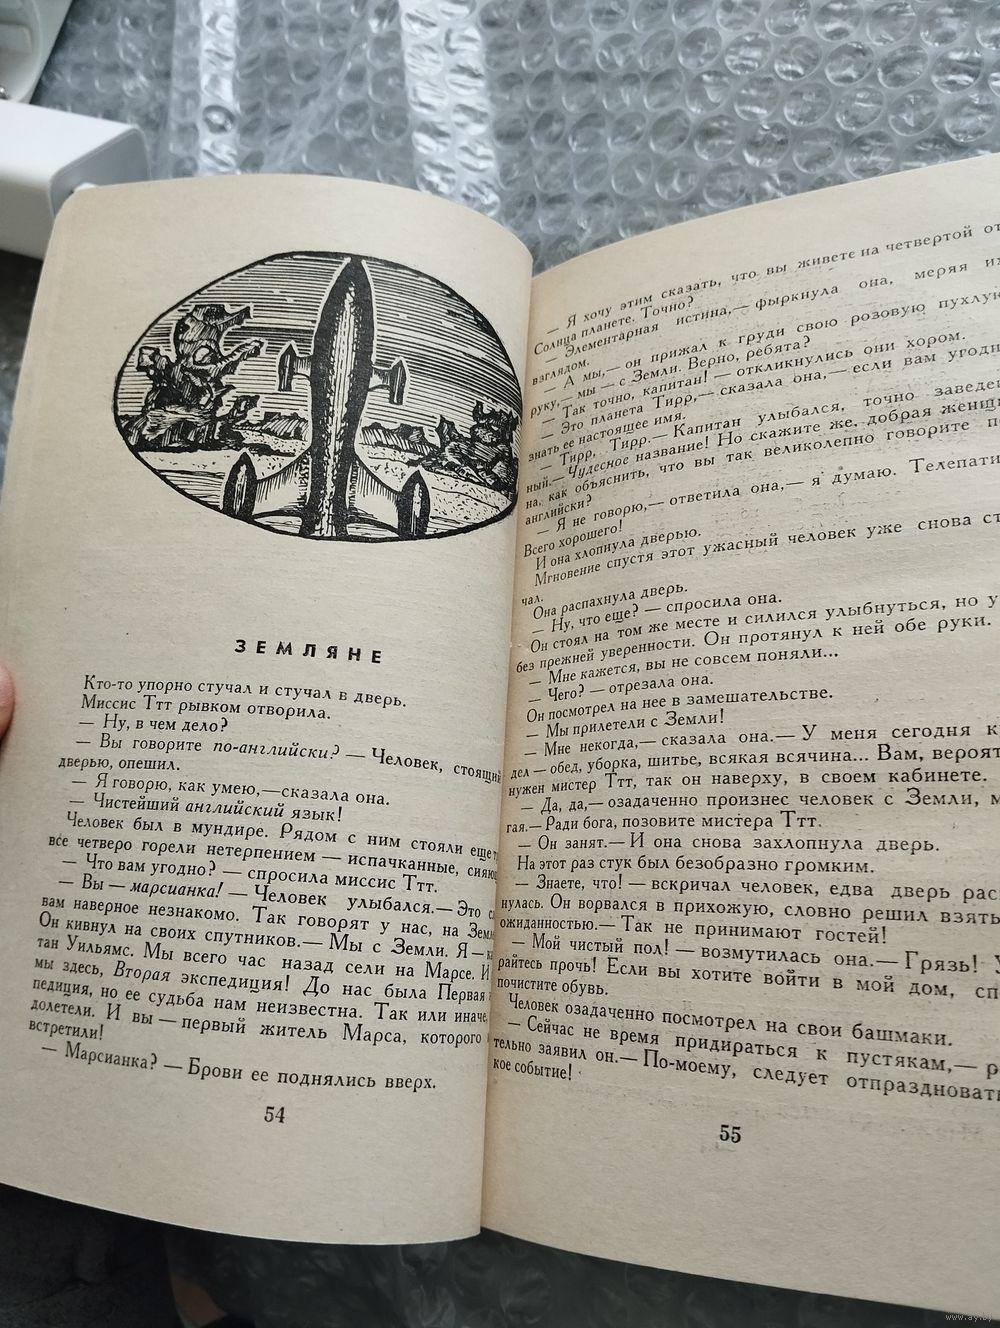 ЗЕМЛЯНЕ
Кто-то упорно стучал и стучал в дверь.
Миссис Ттт рывком отворила.
— Ну, в чем дело?
— Вы говорите по-английски? — Человек, стоящий
дверью, опешил.
— Я говорю, как умею,—сказала она.
— Чистейший английский язык!
Человек был в мундире. Рядом с ним стояли еще
все четверо горели нетерпением — испачканные,
— Что вам угодно? — спросила миссис Ттт.
— Вы — марсианка! — Человек улыбался.— Это
вам наверное незнакомо. Так говорят у нас, на
Он кивнул на своих спутников.— Мы с Земли. Я —
тан Уильямс. Мы всего час назад сели на Марсе. И
мы здесь, Вторая экспедиция! До нас была Первая
педиция, но ее судьба нам неизвестна. Так или иначе,
долетели. И вы — первый житель Марса, которого
встретили!
— Марсианка? — Брови ее поднялись вверх.
54
— Я хочу этим сказать, что вы живете на четвертой от
Солнца планете. Точно?
— Элементарная истина,— фыркнула она, меряя их
взглядом.
— А мы,— он прижал к груди свою розовую пухлую
руку,— мы — с Земли. Верно, ребята?
— Так точно, капитан! — откликнулись они хором.
— Это планета Тирр,— сказала она,— если вам угодно
знать ее настоящее имя.
— Тирр, Тирр.— Капитан улыбался, точно заведен
ный.— Чудесное название! Но скажите же, добрая женщи
на, как объяснить, что вы так великолепно говорите по
английски?
— Я не говорю,— ответила она,— я думаю. Телепати
Всего хорошего!
И она хлопнула дверью.
Мгновение спустя этот ужасный человек уже снова ст
чал.
Она распахнула дверь.
— Ну, что еще? — спросила она.
Он стоял на том же месте и силился улыбнуться, но у
без прежней уверенности. Он протянул к ней обе руки.
— Мне кажется, вы не совсем поняли...
— Чего? — отрезала она.
Он посмотрел на нее в замешательстве.
— Мы прилетели с Земли!
— Мне некогда,— сказала она.— У меня сегодня к
дел — обед, уборка, шитье, всякая всячина... Вам, вероят
нужен мистер Ттт, так он наверху, в своем кабинете.
— Да, да,— озадаченно произнес человек с Земли, м
гая.— Ради бога, позовите мистера Ттт.
— Он занят.— И она снова захлопнула дверь.
На этот раз стук был безобразно громким.
— Знаете, что! — вскричал человек, едва дверь рас
нулась. Он ворвался в прихожую, словно решил взять
ожиданностью.— Так не принимают гостей!
— Мой чистый пол! — возмутилась она.— Грязь! У
райтесь прочь! Если вы хотите войти в мой дом, сп
почистите обувь.
Человек озадаченно посмотрел на свои башмаки.
— Сейчас не время придираться к пустякам,— р
тельно заявил он.— По-моему, следует отпраздновать
кое событие!
55
www.ay.by